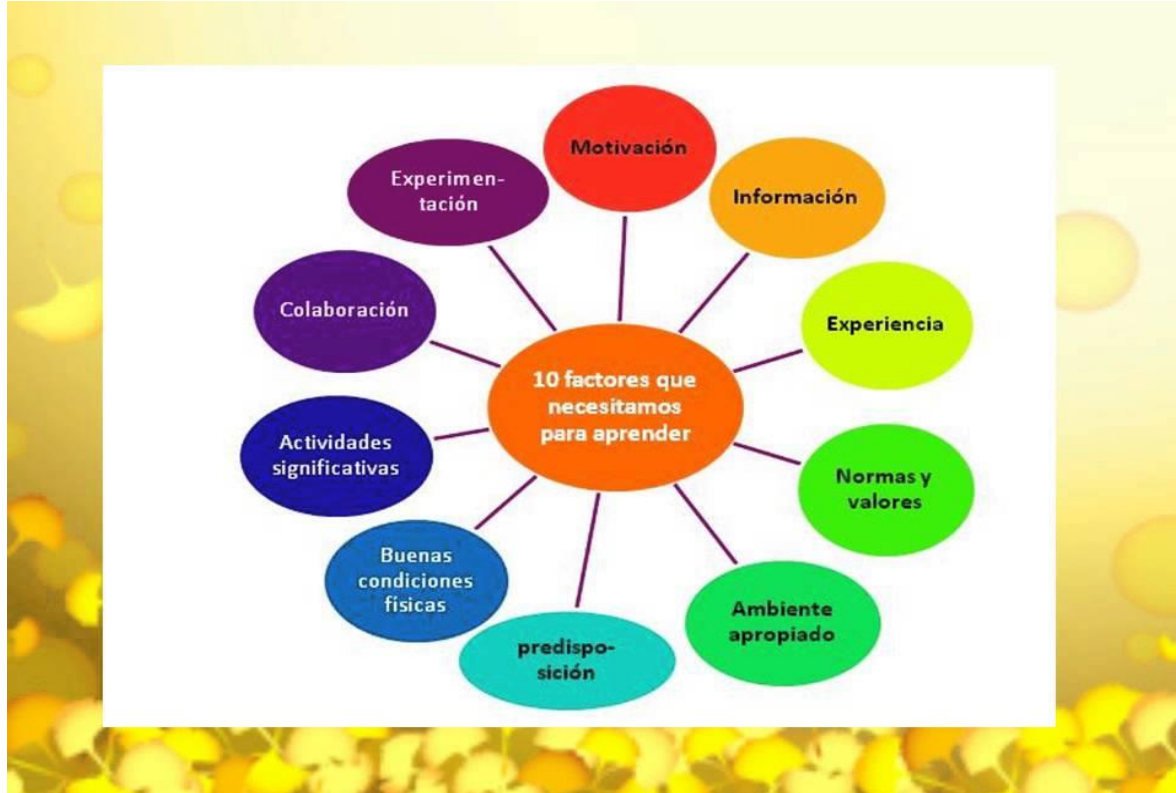 10 factores que
necesitamos
para aprender
Motivación
Información
Experiencia
Normas y
valores
Ambiente
apropiado
predispo-
sición
Buenas
condiciones
físicas
Actividades
significativas
Colaboración
Experimen-
tación